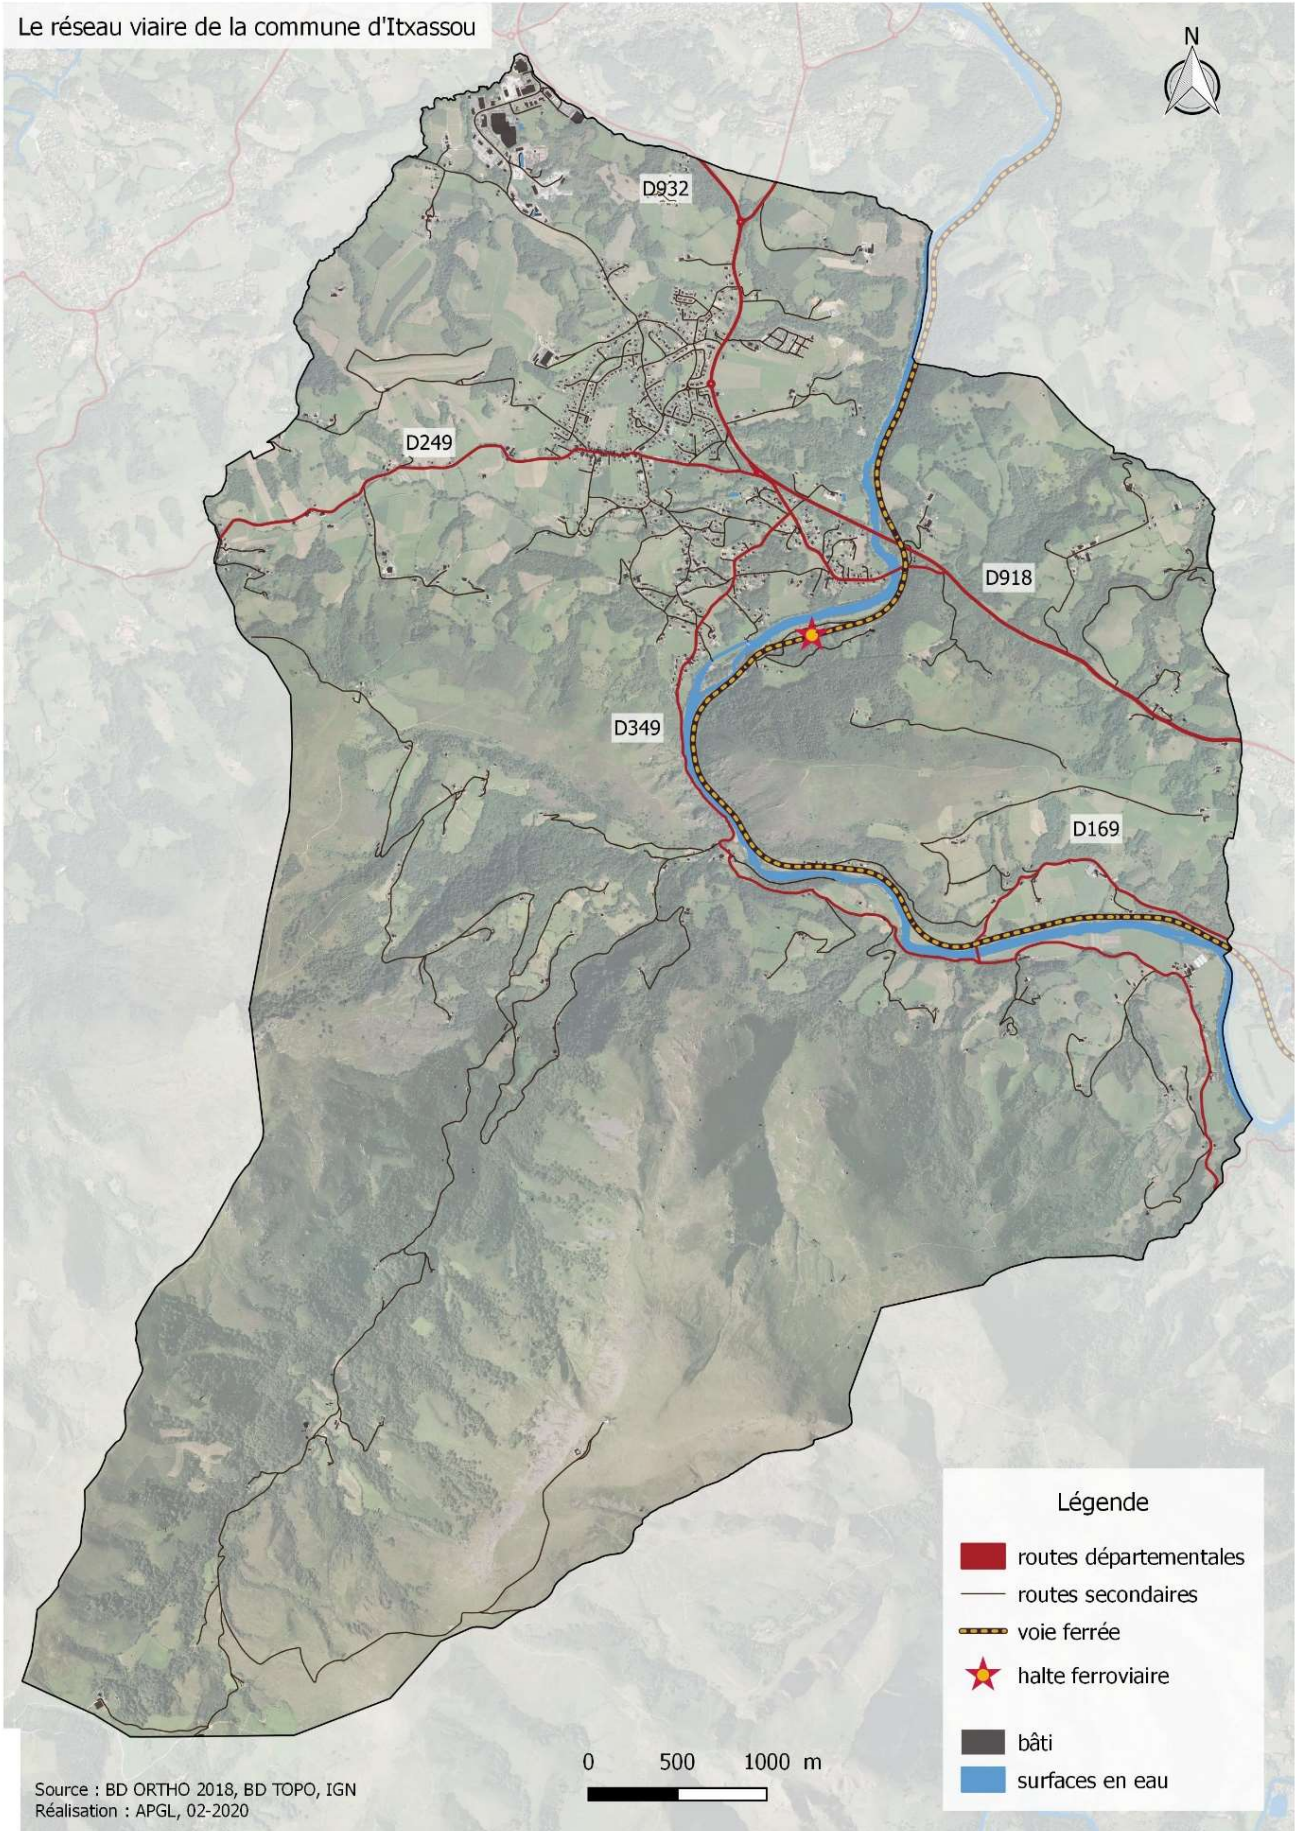 Le réseau viaire de la commune d'Itxassou
N
D932
D249
D918
D349
D169
Légende
routes départementales
routes secondaires
voie ferrée
halte ferroviaire
bâti
surfaces en eau
0 500 1000 m
Source : BD ORTHO 2018, BD TOPO, IGN
Réalisation : APGL, 02-2020